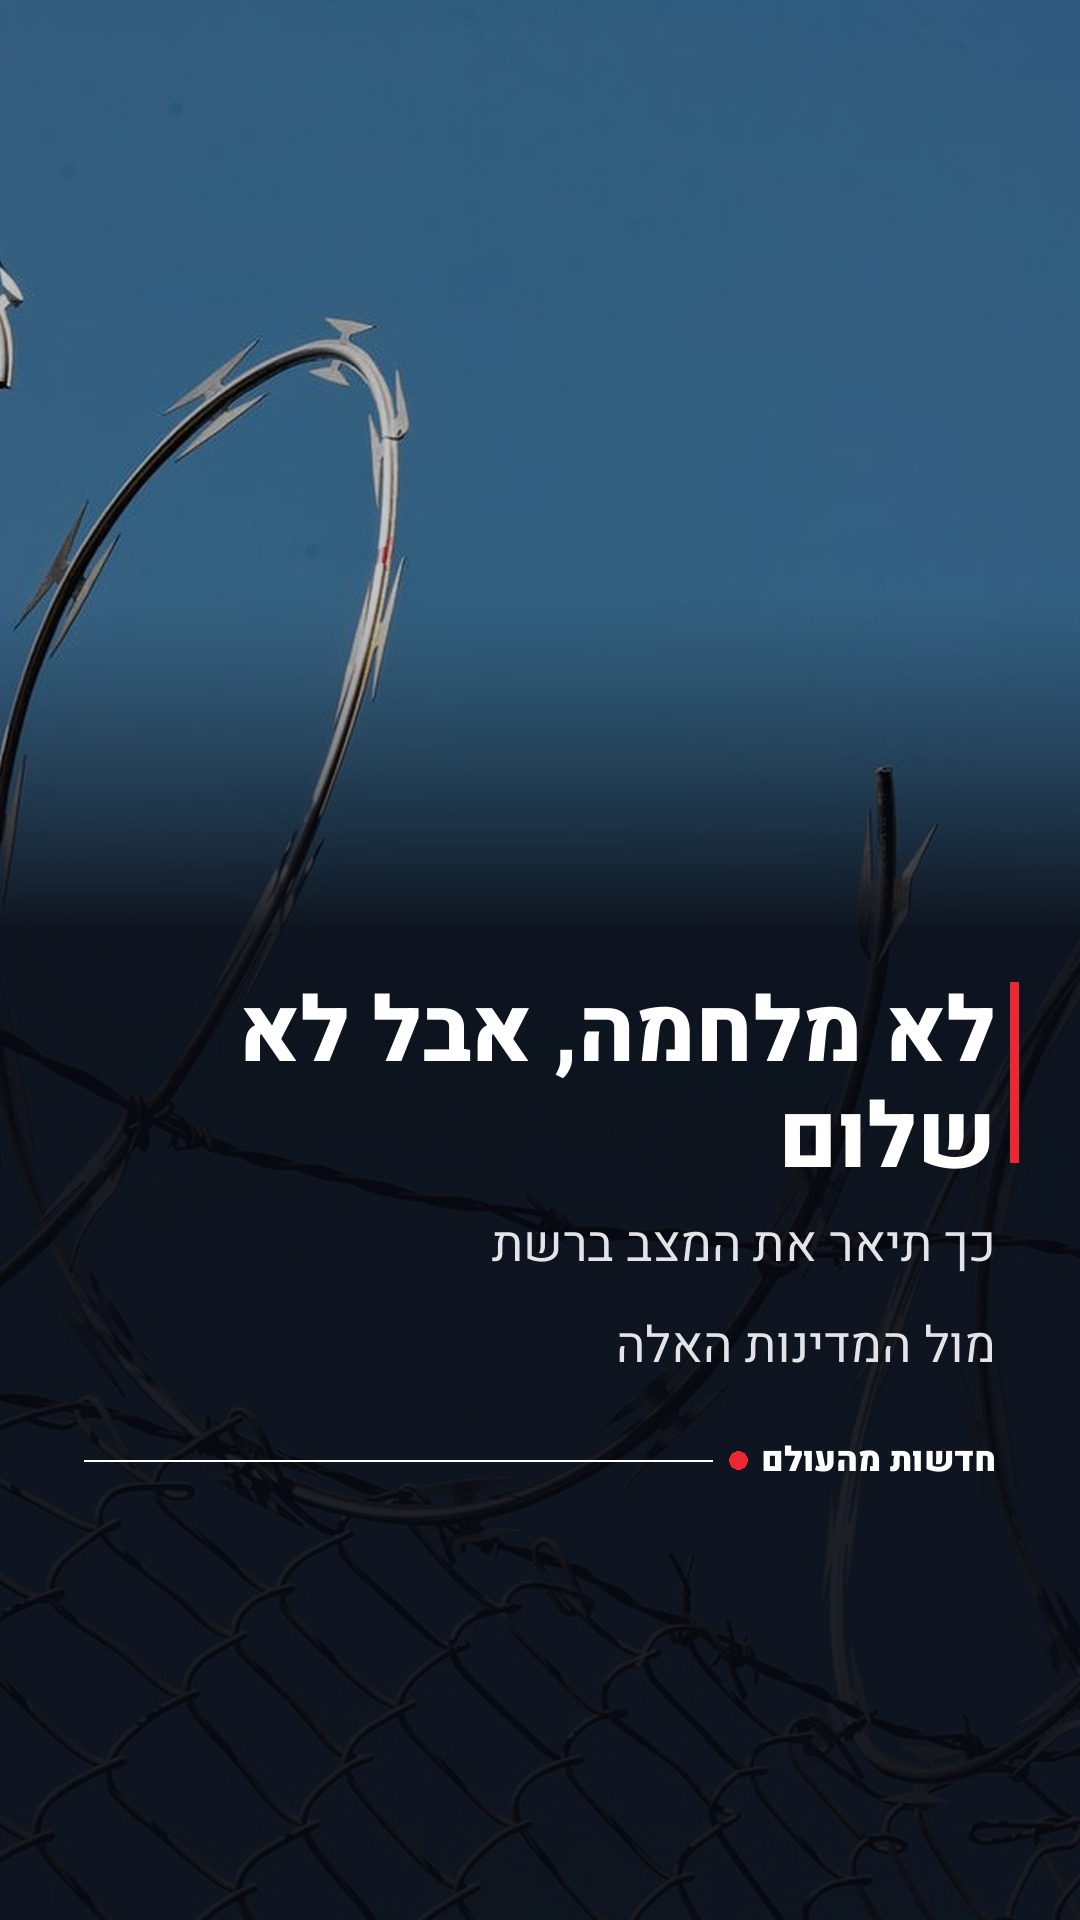 לא מלחמה, אבל לא
שלום
כך תיאר את המצב ברשת
מול המדינות האלה
חדשות מהעולם